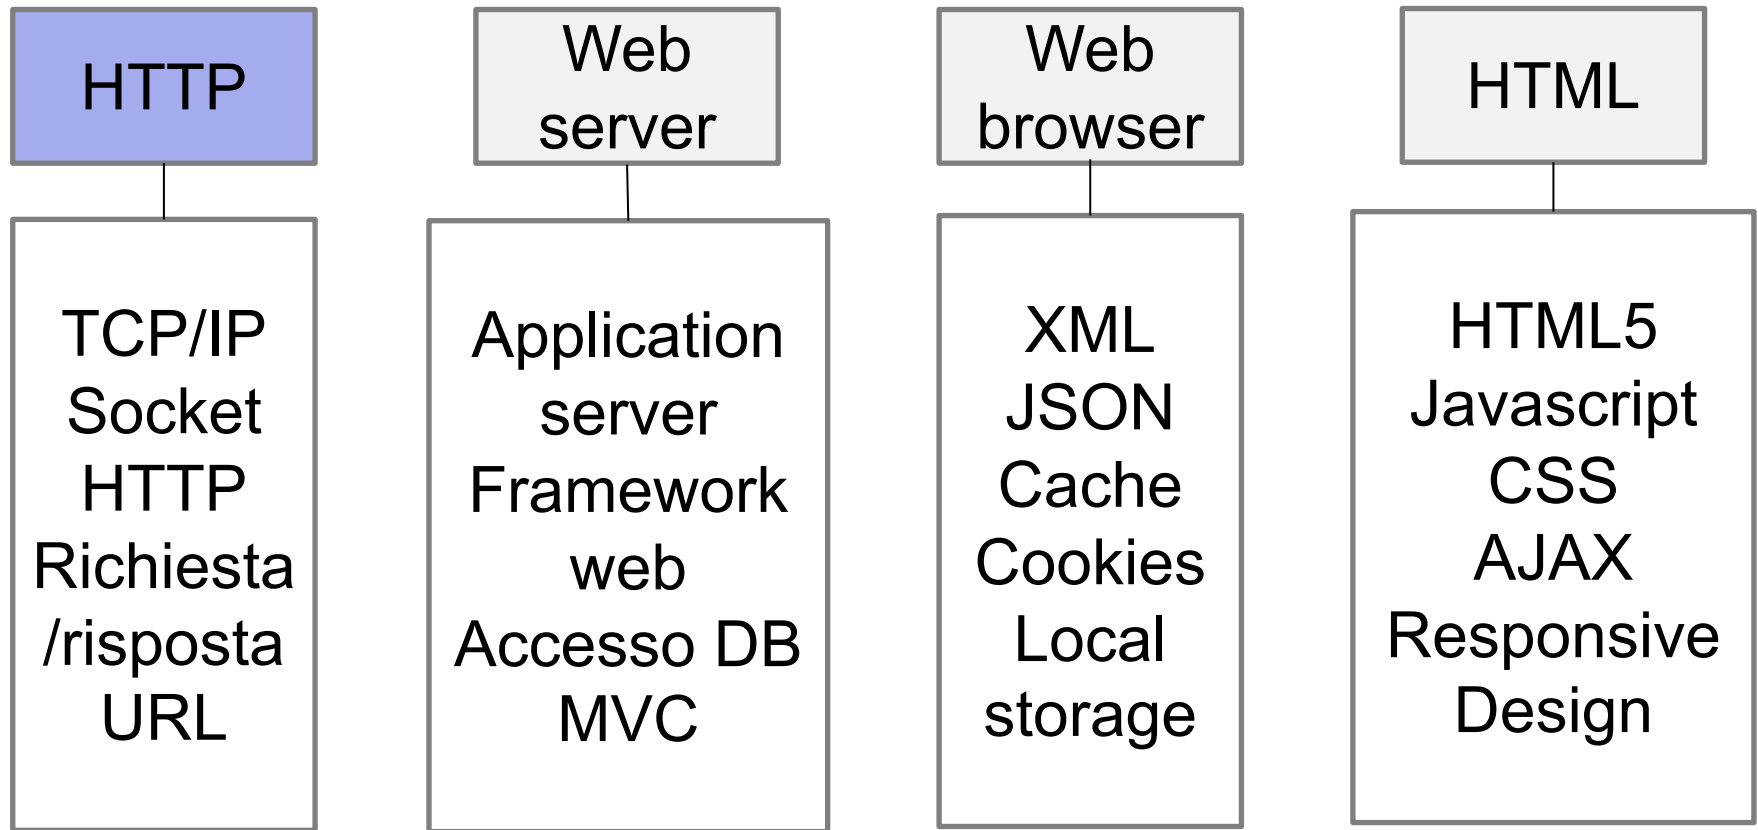 HTTP
Web
server
Web
browser
HTML
TCP/IP
Socket
HTTP
Richiesta
/risposta
URL
Application
server
Framework
web
Accesso DB
MVC
XML
JSON
Cache
Cookies
Local
storage
HTML5
Javascript
CSS
AJAX
Responsive
Design